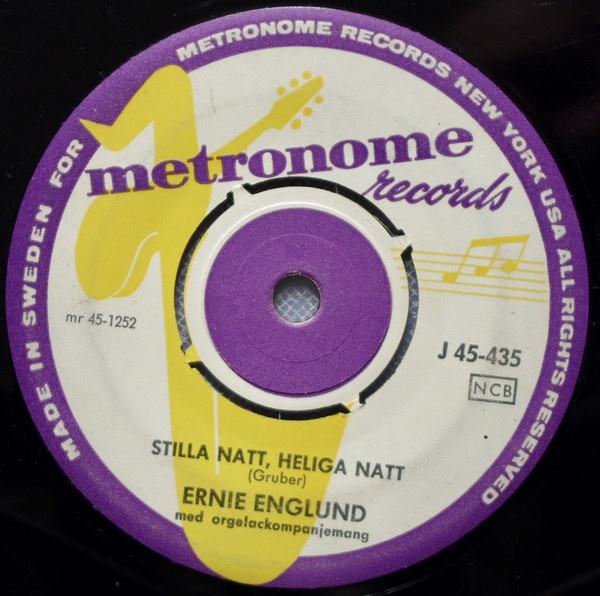 MADE IN SWEDEN FOR METRONOME RECORDS NEW YORK USA ALL RIGHTS RESERVED
metronome
records
mr 45-1252
J 45-435
NCB
STILLA NATT, HELIGA NATT
(Gruber)
ERNIE ENGLUND
med orgelackompanjemang